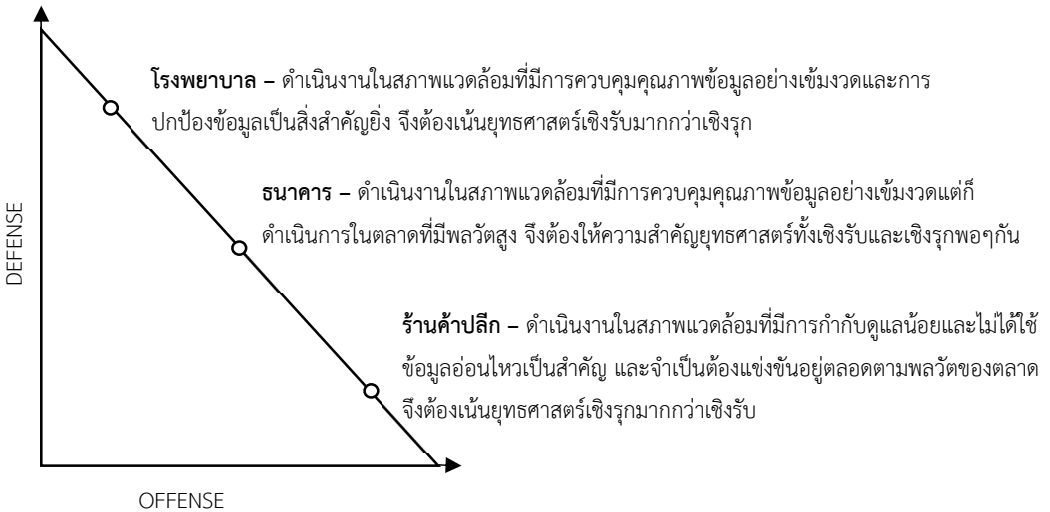 โรงพยาบาล – ดำเนินงานในสภาพแวดล้อมที่มีการควบคุมคุณภาพข้อมูลอย่างเข้มงวดและการ
ปกป้องข้อมูลเป็นสิ่งสำคัญยิ่ง จึงต้องเน้นยุทธศาสตร์เชิงรับมากกว่าเชิงรุก
ธนาคาร – ดำเนินงานในสภาพแวดล้อมที่มีการควบคุมคุณภาพข้อมูลอย่างเข้มงวดแต่ก็
ดำเนินการในตลาดที่มีพลวัตสูง จึงต้องให้ความสำคัญยุทธศาสตร์ทั้งเชิงรับและเชิงรุกพอๆกัน
DEFENSE
ร้านค้าปลีก – ดำเนินงานในสภาพแวดล้อมที่มีการกำกับดูแลน้อยและไม่ได้ใช้
ข้อมูลอ่อนไหวเป็นสำคัญ และจำเป็นต้องแข่งขันอยู่ตลอดตามพลวัตของตลาด
จึงต้องเน้นยุทธศาสตร์เชิงรุกมากกว่าเชิงรับ
OFFENSE